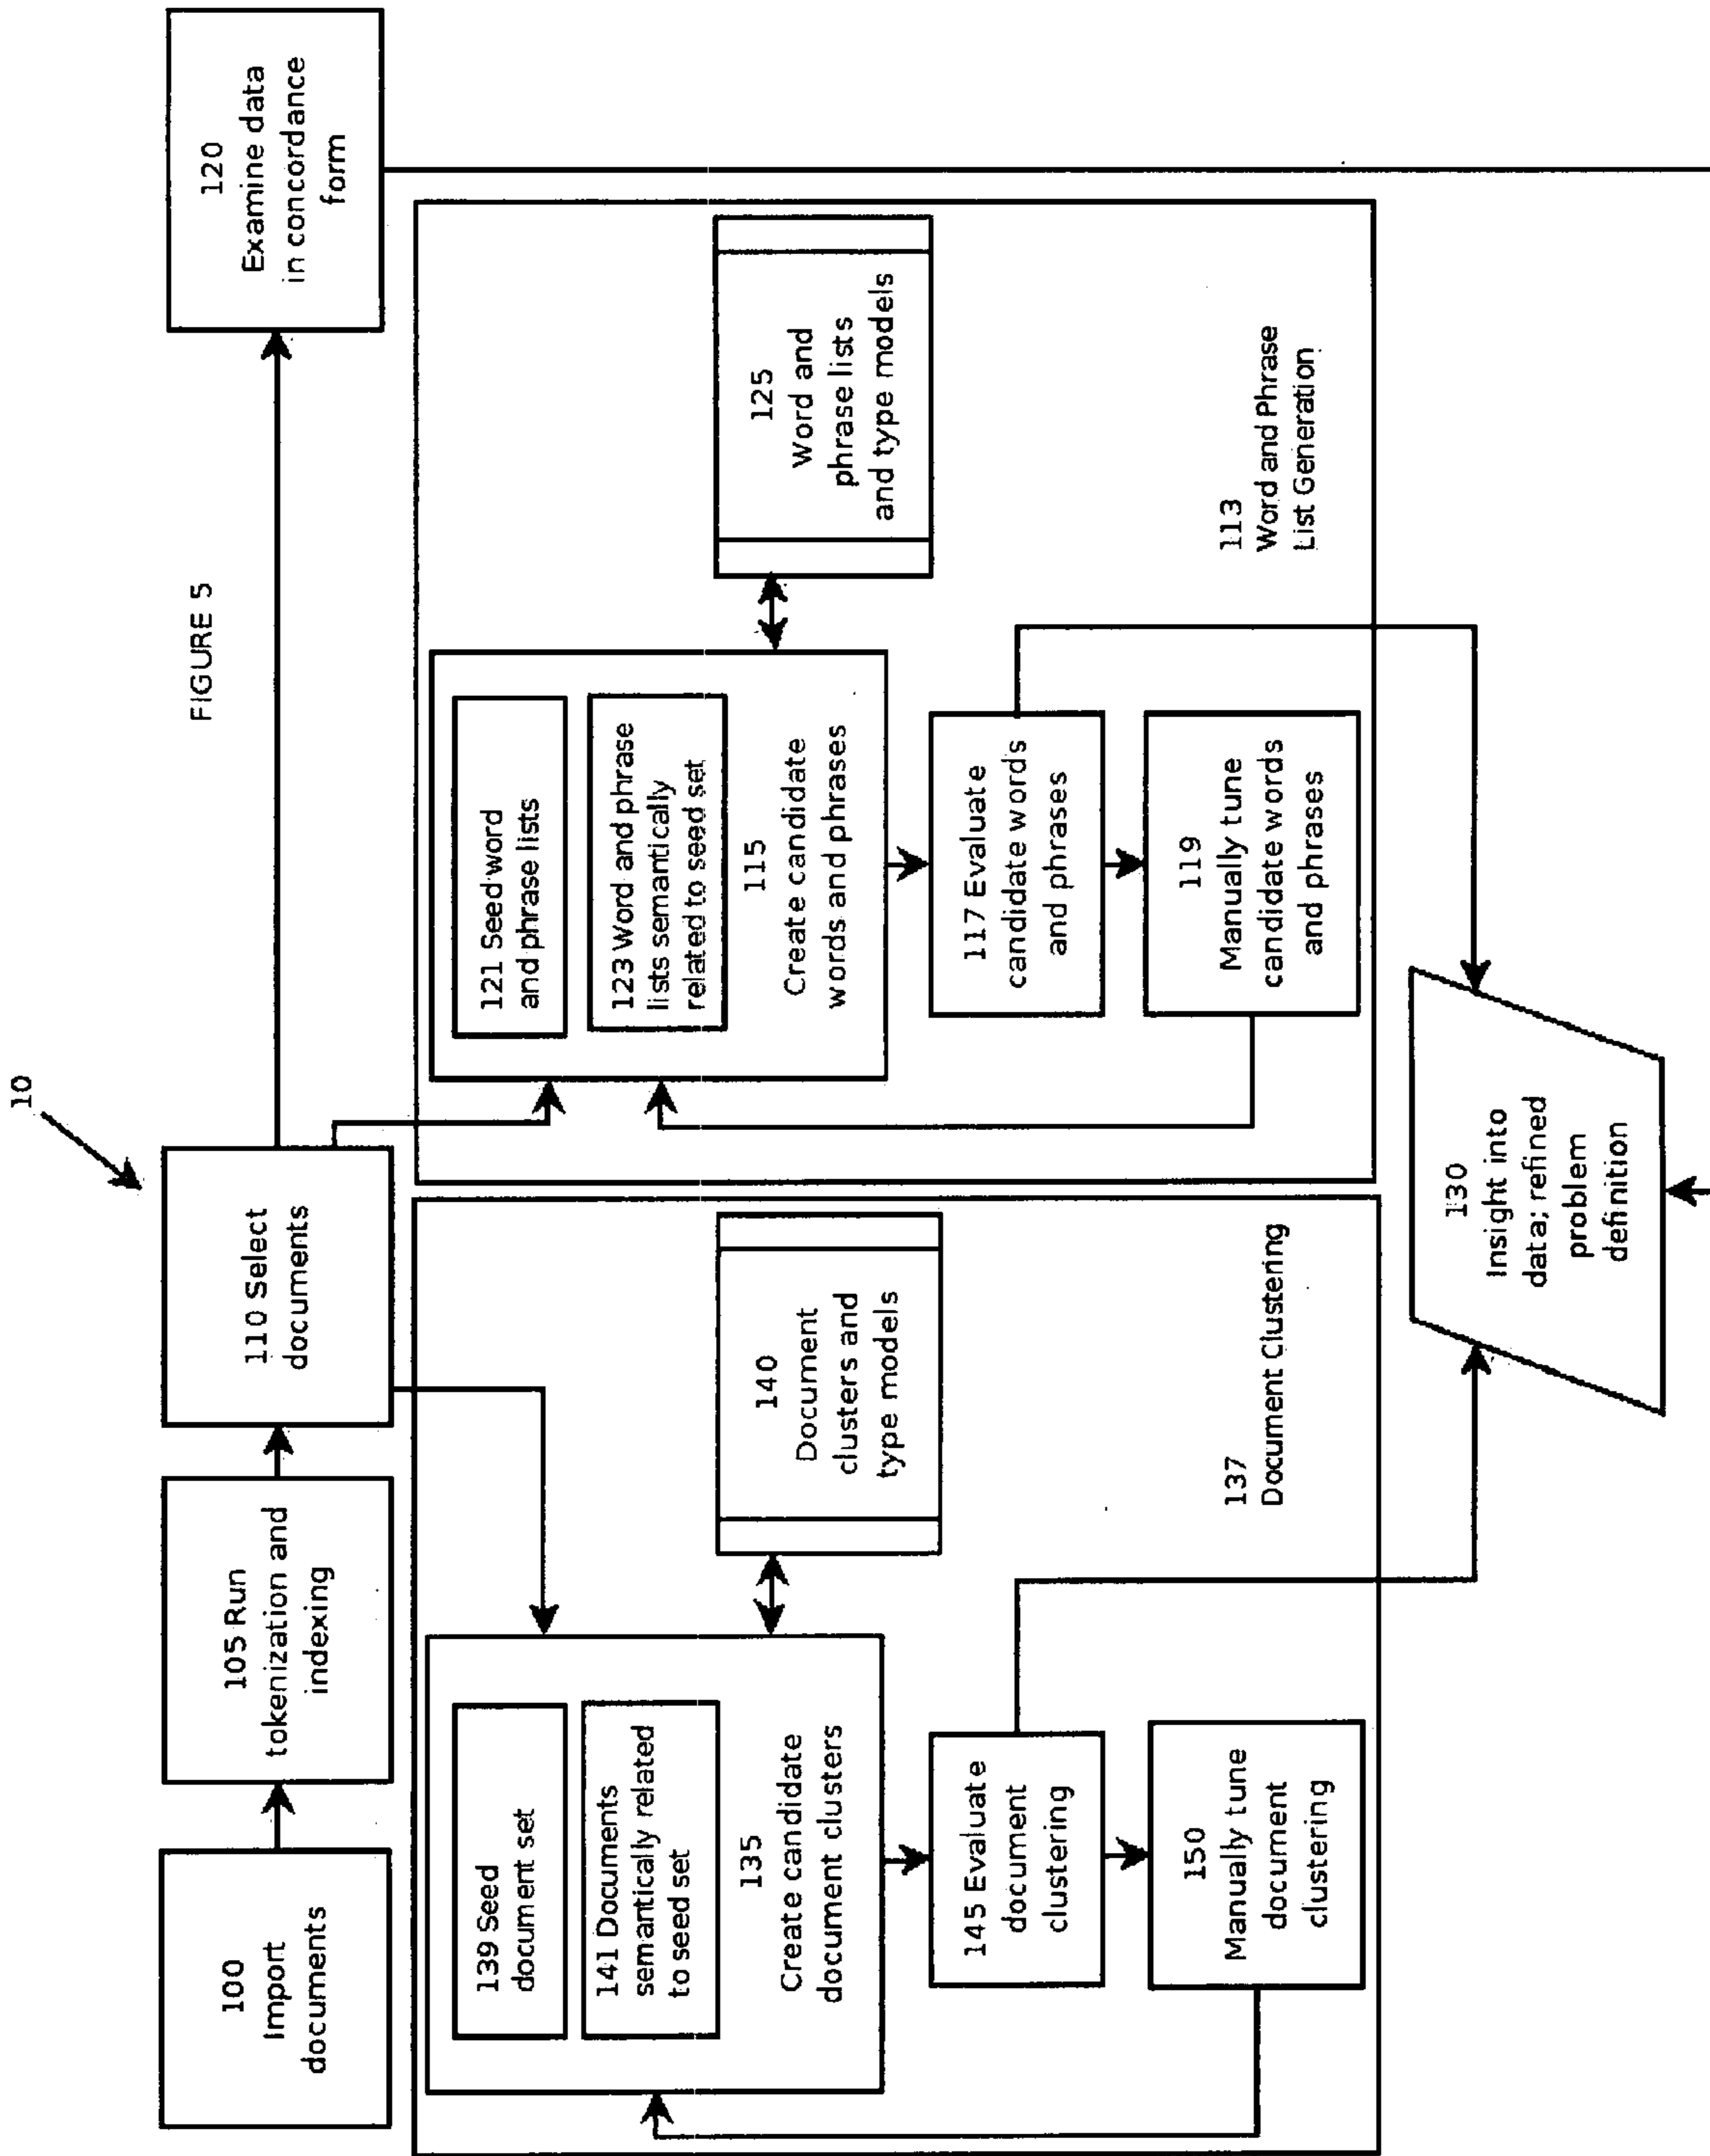 10
FIGURE 5
100
Import
documents
105 Run
tokenization and
indexing
110 Select
documents
120
Examine data
in concordance
form
139 Seed
document set
141 Documents
semantically related
to seed set
135
Create candidate
document clusters
140
Document
clusters and
type models
145 Evaluate
document
clustering
150
Manually tune
document
clustering
137
Document Clustering
121 Seed word
and phrase lists
123 Word and phrase
lists semantically
related to seed set
115
Create candidate
words and phrases
125
Word and
phrase lists
and type models
117 Evaluate
candidate words
and phrases
119
Manually tune
candidate words
and phrases
113
Word and Phrase
List Generation
130
Insight into
data; refined
problem
definition